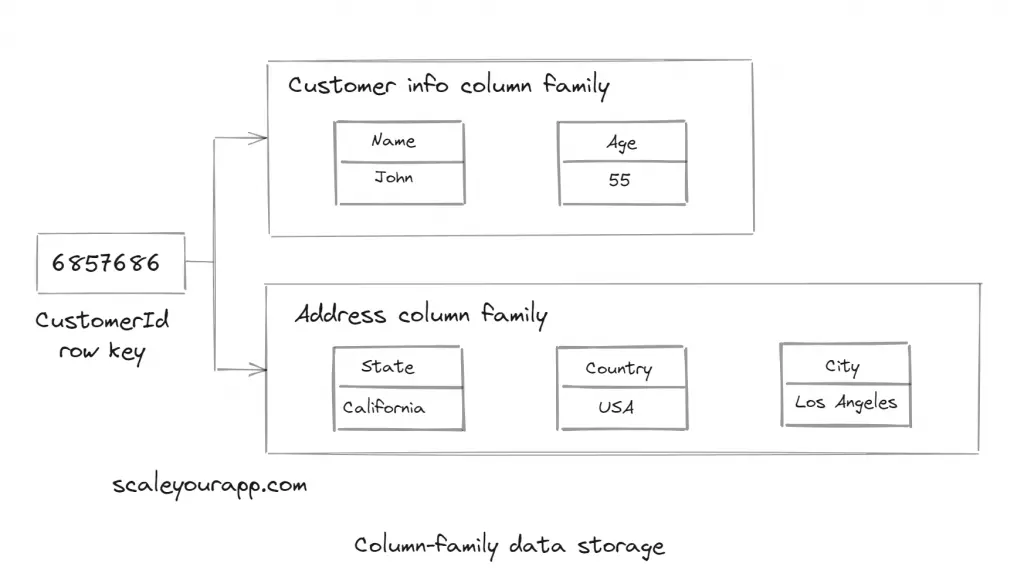 Customer info column family
Name
Age
John
55
6857686
CustomerId
row key
Address column family
State
Country
City
California
USA
Los Angeles
scaleyourapp.com
Column-family data storage